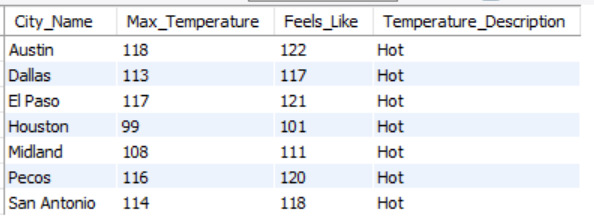 City_Name Max_Temperature Feels_Like Temperature_Description
Austin 118 122 Hot
Dallas 113 117 Hot
El Paso 117 121 Hot
Houston 99 101 Hot
Midland 108 111 Hot
Pecos 116 120 Hot
San Antonio 114 118 Hot